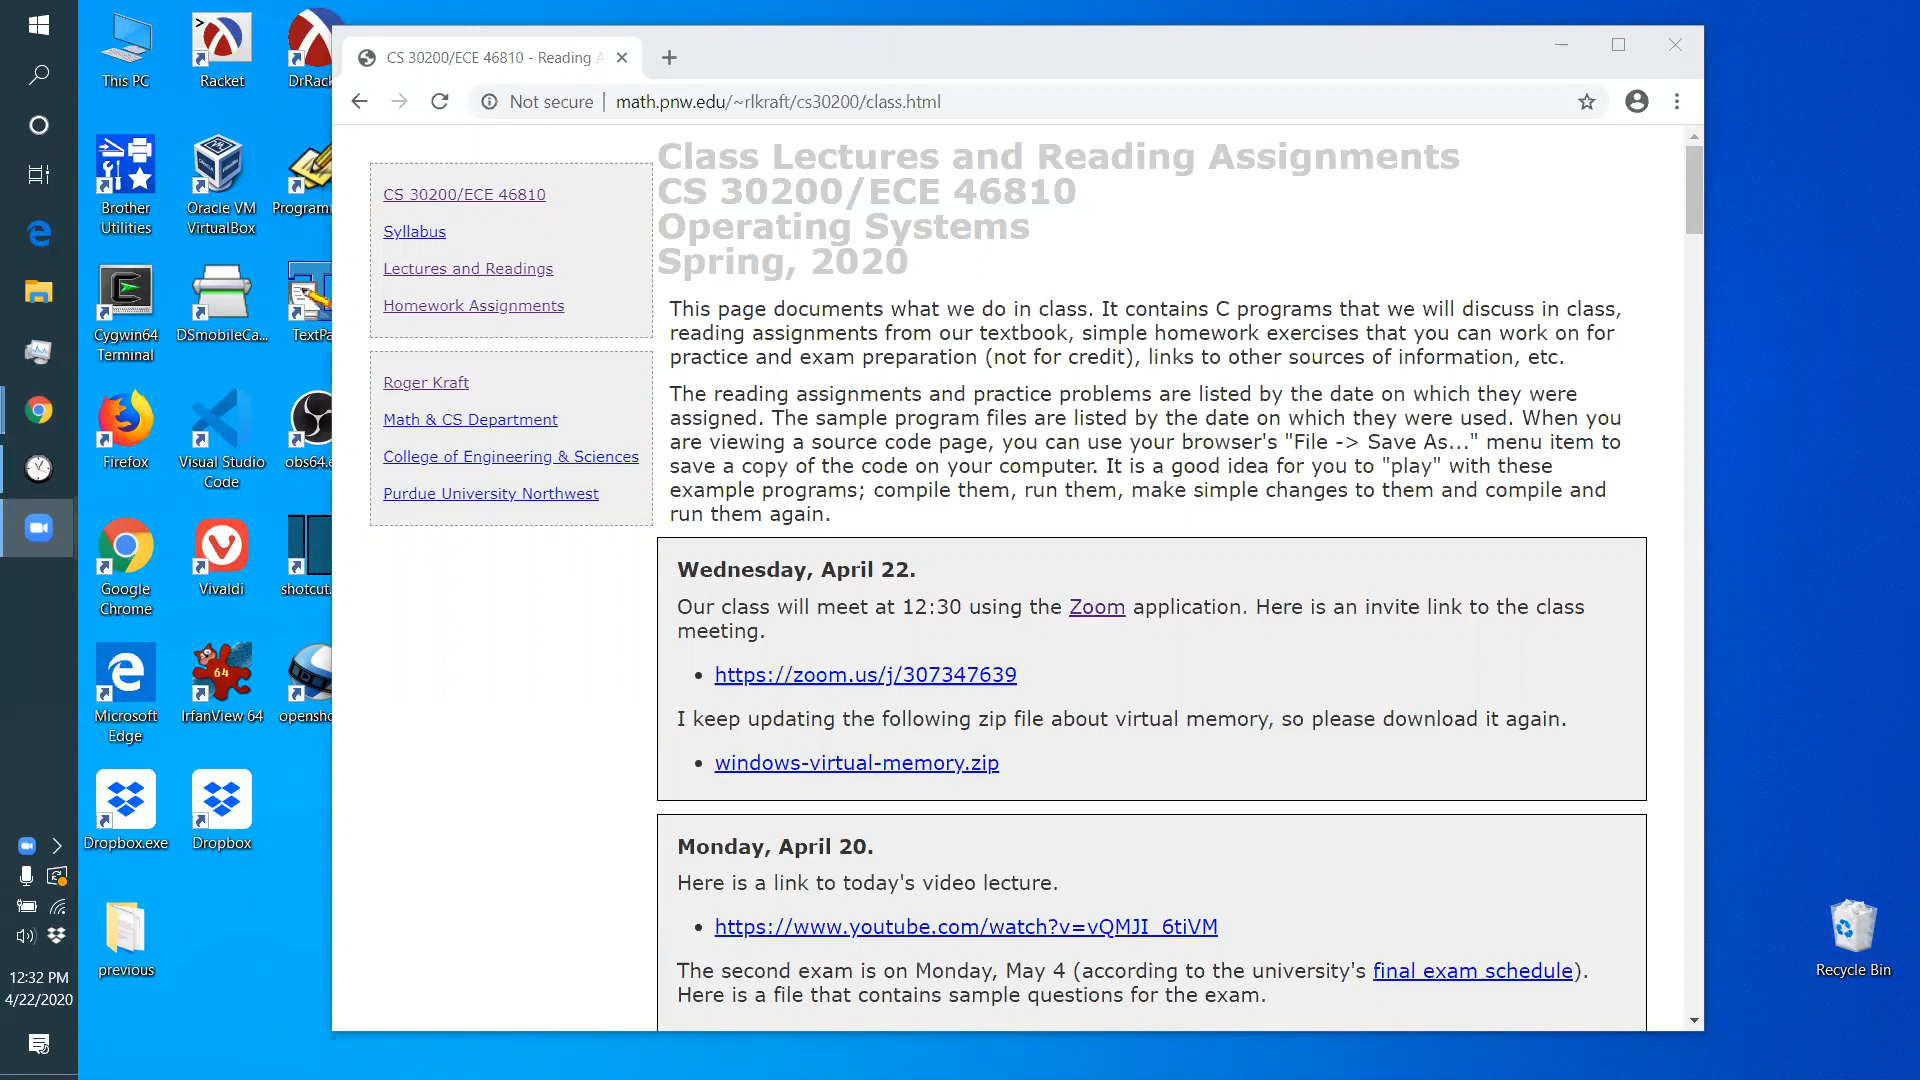 This PC
Racket
DrRack
Brother
Utilities
Oracle VM
VirtualBox
Program
Cygwin64
Terminal
DSmobileCa...
TextPa
Firefox
Visual Studio
Code
obs64.e
Google
Chrome
Vivaldi
shotcut.
Microsoft
Edge
IrfanView 64
64
opensho
Dropbox.exe
Dropbox
previous
12:32 PM
4/22/2020
Recycle Bin
CS 30200/ECE 46810 - Reading A
Not secure | math.pnw.edu/~rlkraft/cs30200/class.html
CS 30200/ECE 46810
Syllabus
Lectures and Readings
Homework Assignments
Roger Kraft
Math & CS Department
College of Engineering & Sciences
Purdue University Northwest
Class Lectures and Reading Assignments
CS 30200/ECE 46810
Operating Systems
Spring, 2020
This page documents what we do in class. It contains C programs that we will discuss in class,
reading assignments from our textbook, simple homework exercises that you can work on for
practice and exam preparation (not for credit), links to other sources of information, etc.
The reading assignments and practice problems are listed by the date on which they were
assigned. The sample program files are listed by the date on which they were used. When you
are viewing a source code page, you can use your browser's "File -> Save As..." menu item to
save a copy of the code on your computer. It is a good idea for you to "play" with these
example programs; compile them, run them, make simple changes to them and compile and
run them again.
Wednesday, April 22.
Our class will meet at 12:30 using the Zoom application. Here is an invite link to the class
meeting.
• https://zoom.us/j/307347639
I keep updating the following zip file about virtual memory, so please download it again.
• windows-virtual-memory.zip
Monday, April 20.
Here is a link to today's video lecture.
• https://www.youtube.com/watch?v=vQMJI_6tiVM
The second exam is on Monday, May 4 (according to the university's final exam schedule).
Here is a file that contains sample questions for the exam.